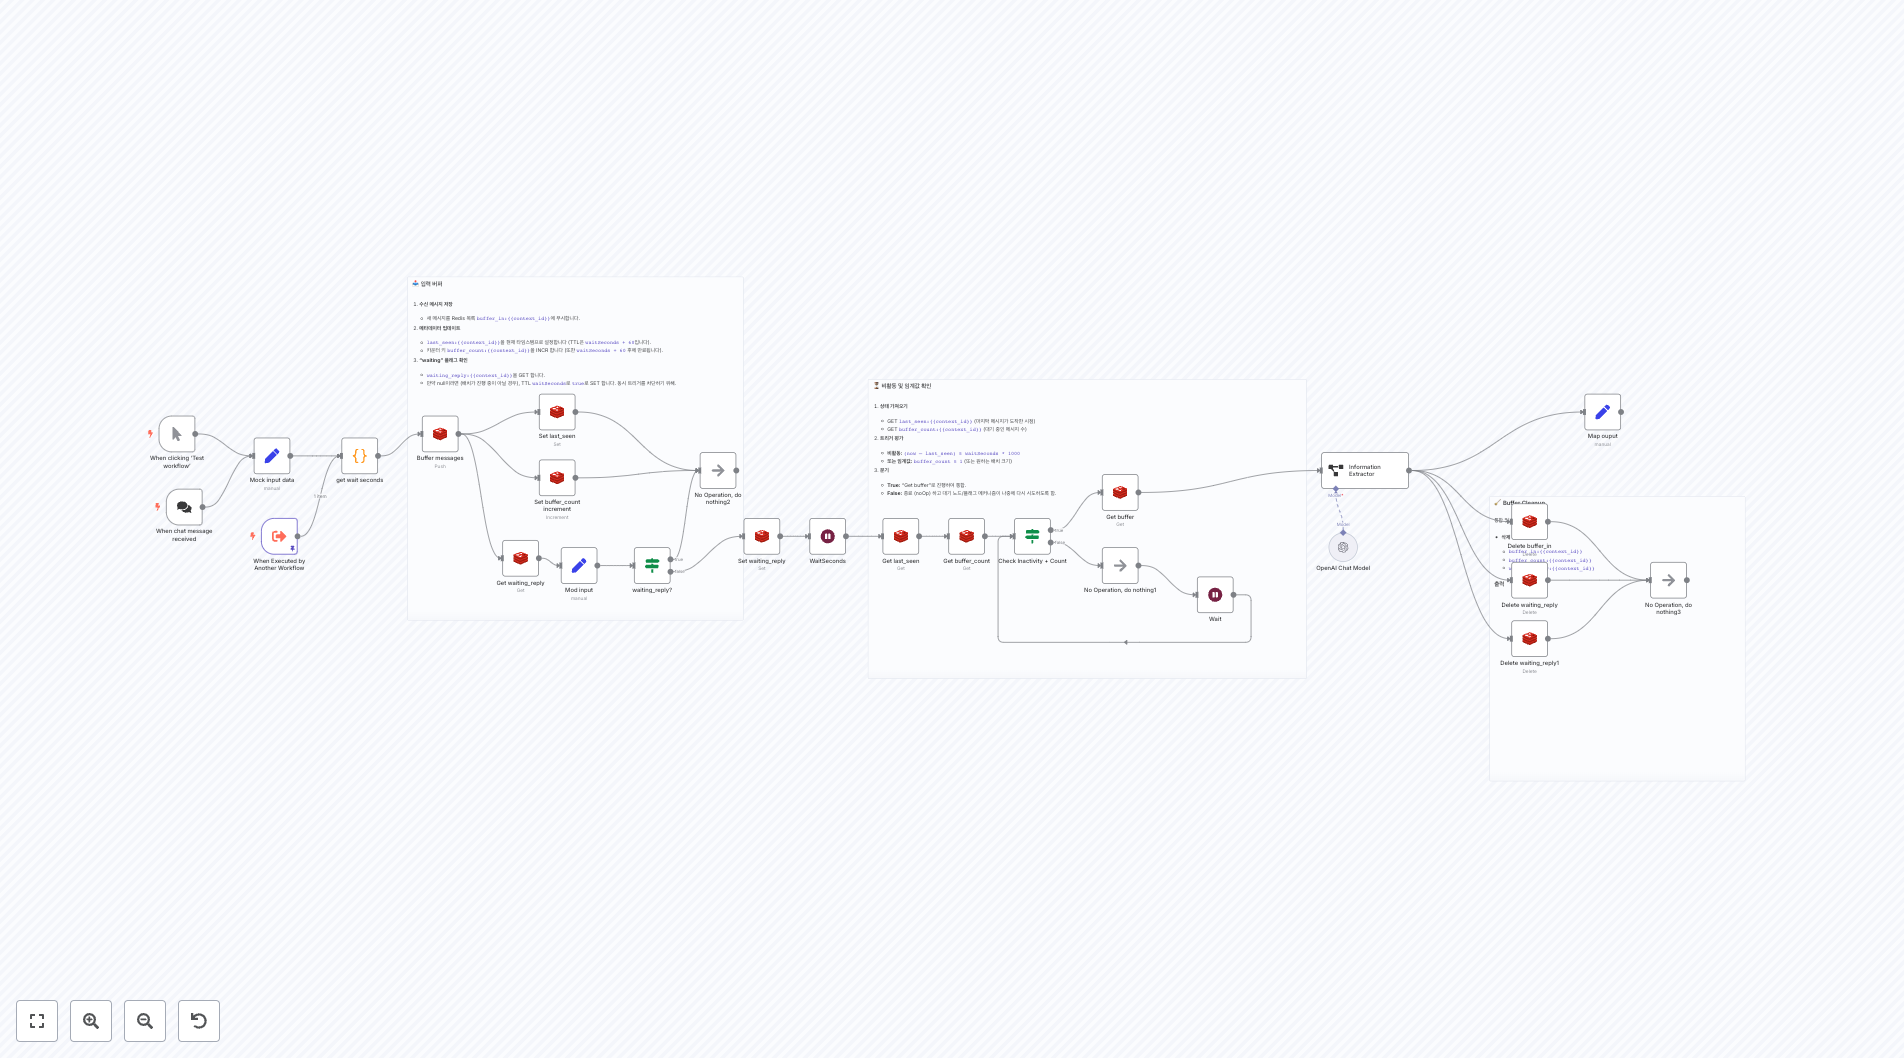 입력 버퍼
1. 수신 메시지 저장
새 메시지를 Redis 목록 buffer_in:{{context_id}}에 푸시합니다.
2. 메타데이터 업데이트
last_seen:{{context_id}}를 현재 타임스탬프로 설정합니다 (TTL은 waitSeconds + 60입니다).
카운터 키 buffer_count:{{context_id}}를 INCR 합니다 (또한 waitSeconds + 60 후에 만료됩니다).
3. "waiting" 플래그 확인
waiting_reply:{{context_id}}를 GET 합니다.
만약 null이라면 (배치가 진행 중이 아닐 경우), TTL waitSeconds로 true로 SET 합니다. 동시 트리거를 차단하기 위해.
When clicking 'Test
workflow'
When chat message
received
When Executed by
Another Workflow
Mock input data
manual
1 item
get wait seconds
Buffer messages
Push
Set last_seen
Set
Set buffer_count
increment
Increment
Get waiting_reply
Get
Mod input
manual
waiting_reply?
true
false
No Operation, do
nothing2
Set waiting_reply
Set
WaitSeconds
비활동 및 임계값 확인
1. 상태 가져오기
GET last_seen:{{context_id}} (마지막 메시지가 도착한 시점)
GET buffer_count:{{context_id}} (대기 중인 메시지 수)
2. 트리거 평가
비활동: (now − last_seen) ≥ waitSeconds * 1000
또는 임계값: buffer_count ≥ 1 (또는 원하는 배치 크기)
3. 분기
True: "Get buffer"로 진행하여 통합.
False: 종료 (noOp) 하고 대기 노드/플래그 메커니즘이 나중에 다시 시도하도록 함.
Get last_seen
Get
Get buffer_count
Get
Check Inactivity + Count
true
false
Get buffer
Get
No Operation, do nothing1
Wait
Information
Extractor
Model*
Model
OpenAI Chat Model
Map ouput
manual
Buffer Cleanup
삭제
buffer_in:{{context_id}}
buffer_count:{{context_id}}
:{{context_id}}
출력
Delete buffer_in
Delete
Delete waiting_reply
Delete
Delete waiting_reply1
Delete
No Operation, do
nothing3